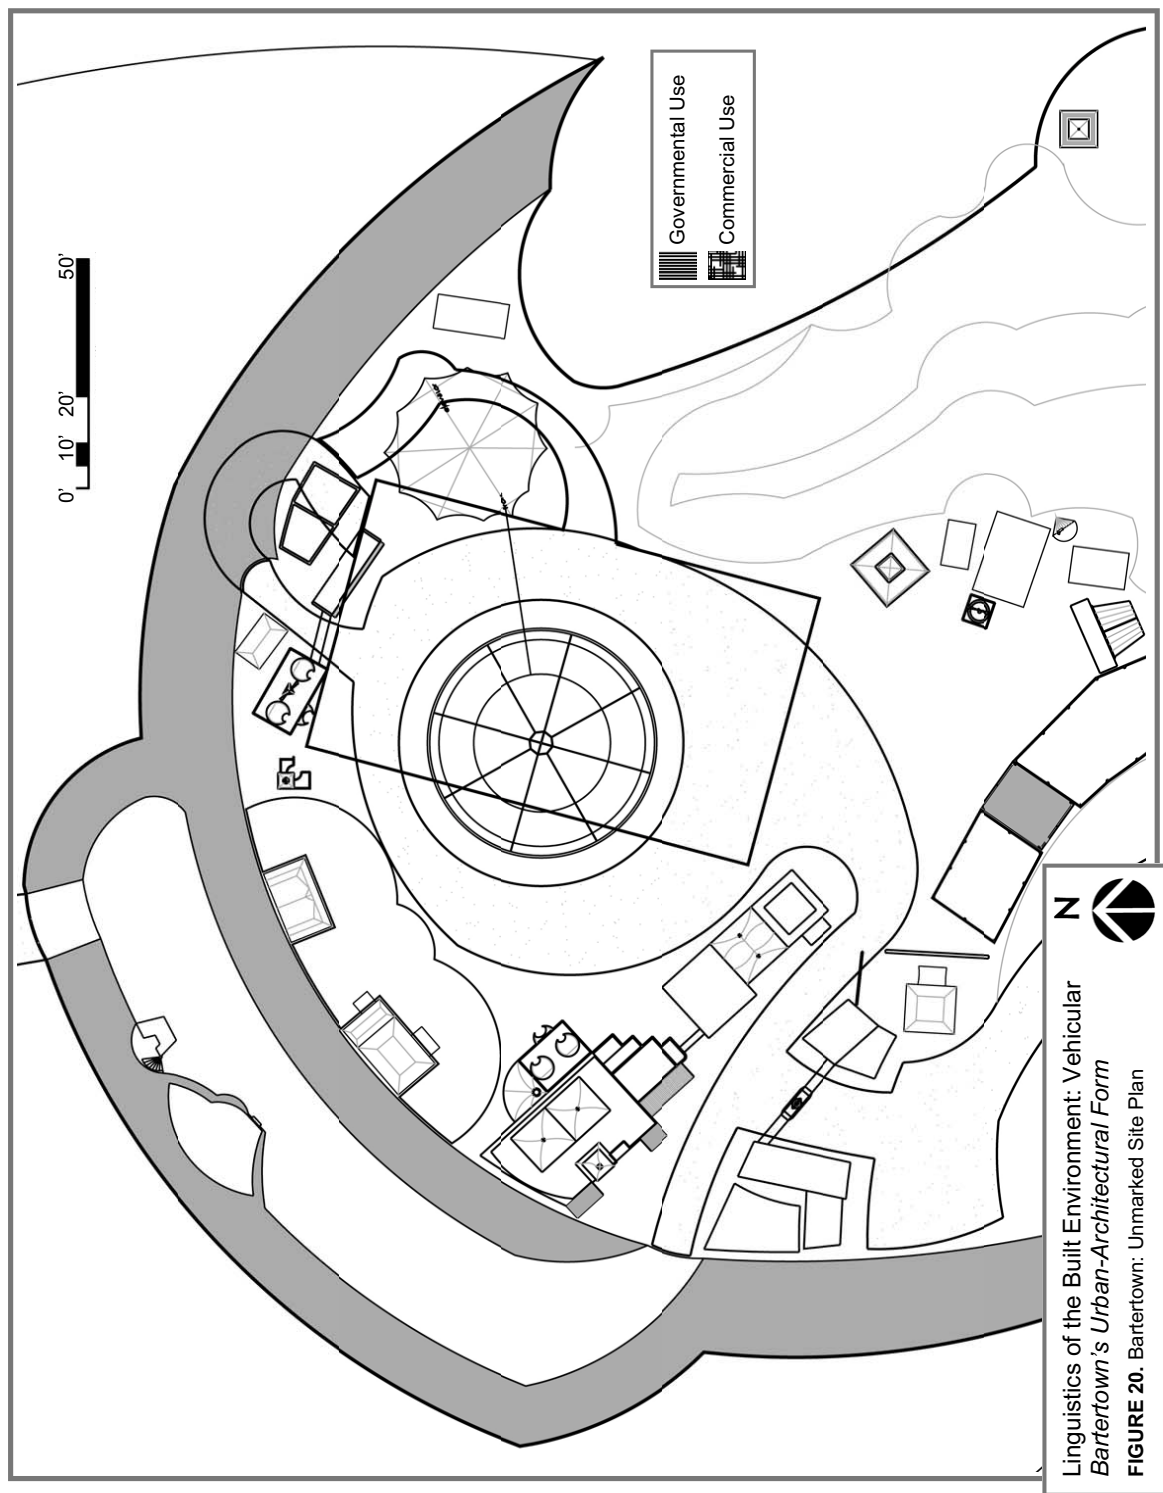 0' 10' 20' 50'
Governmental Use
Commercial Use
N
Linguistics of the Built Environment: Vehicular
Bartertown's Urban-Architectural Form
FIGURE 20. Bartertown: Unmarked Site Plan